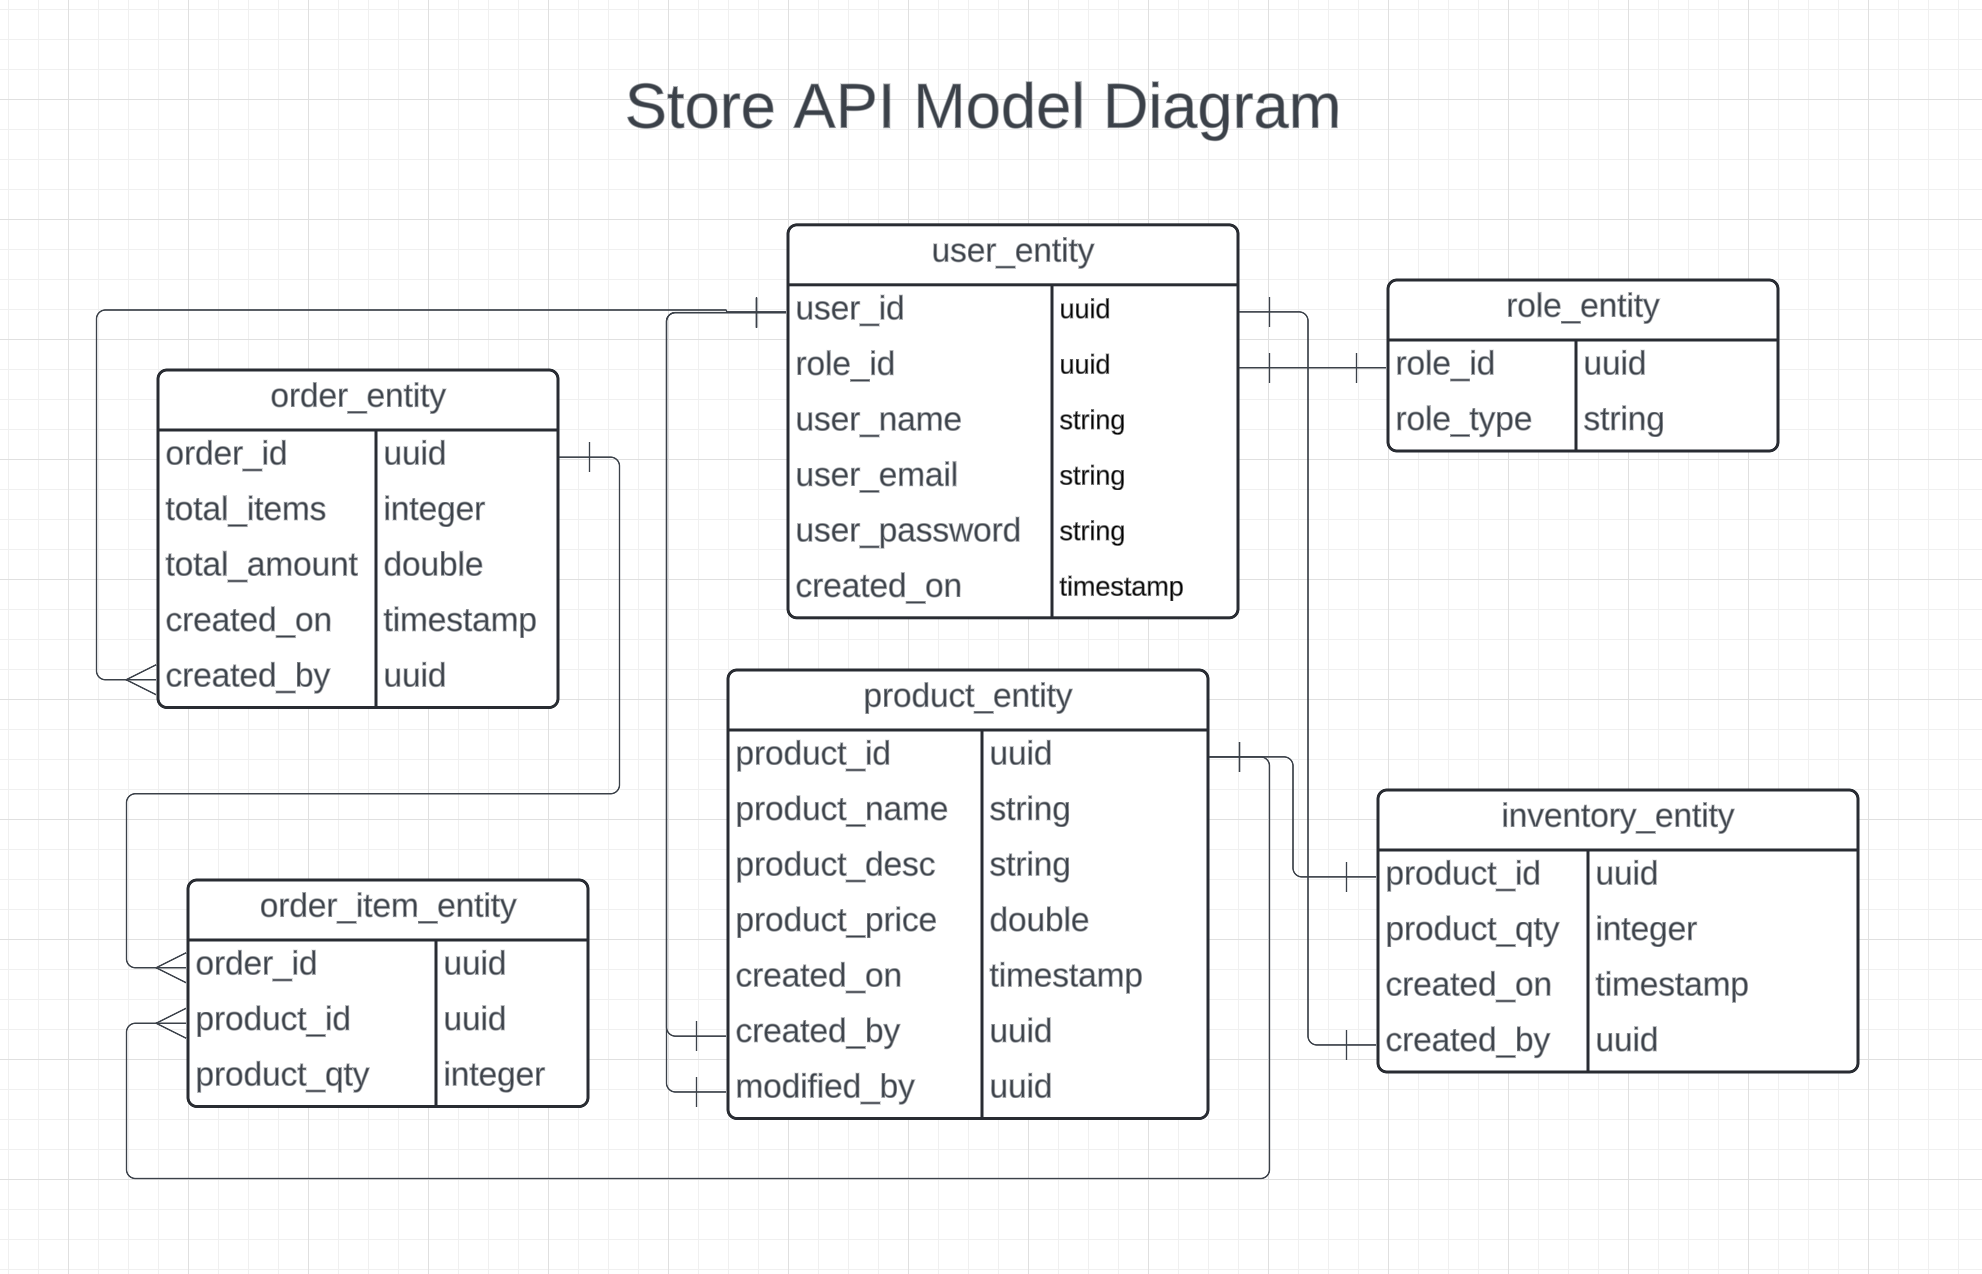 Store API Model Diagram
user_entity
user_id uuid
role_id uuid
user_name string
user_email string
user_password string
created_on timestamp
role_entity
role_id uuid
role_type string
order_entity
order_id uuid
total_items integer
total_amount double
created_on timestamp
created_by uuid
product_entity
product_id uuid
product_name string
product_desc string
product_price double
created_on timestamp
created_by uuid
modified_by uuid
inventory_entity
product_id uuid
product_qty integer
created_on timestamp
created_by uuid
order_item_entity
order_id uuid
product_id uuid
product_qty integer